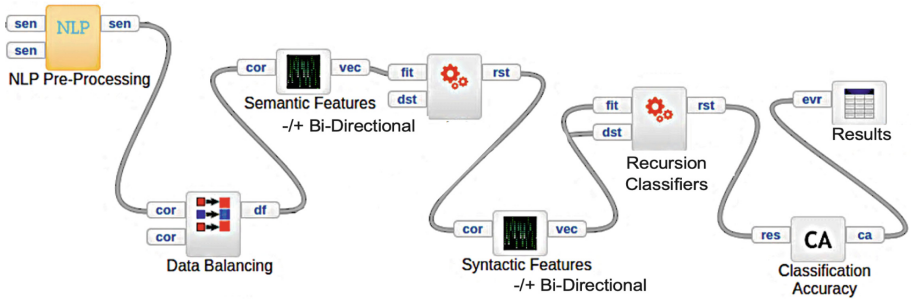 sen
NLP
sen
sen
NLP Pre-Processing
cor
df
cor
Data Balancing
cor
vec
Semantic Features
-/+ Bi-Directional
fit
rst
dst
cor
vec
Syntactic Features
-/+ Bi-Directional
fit
rst
dst
Recursion
Classifiers
res
CA
ca
Classification
Accuracy
evr
Results